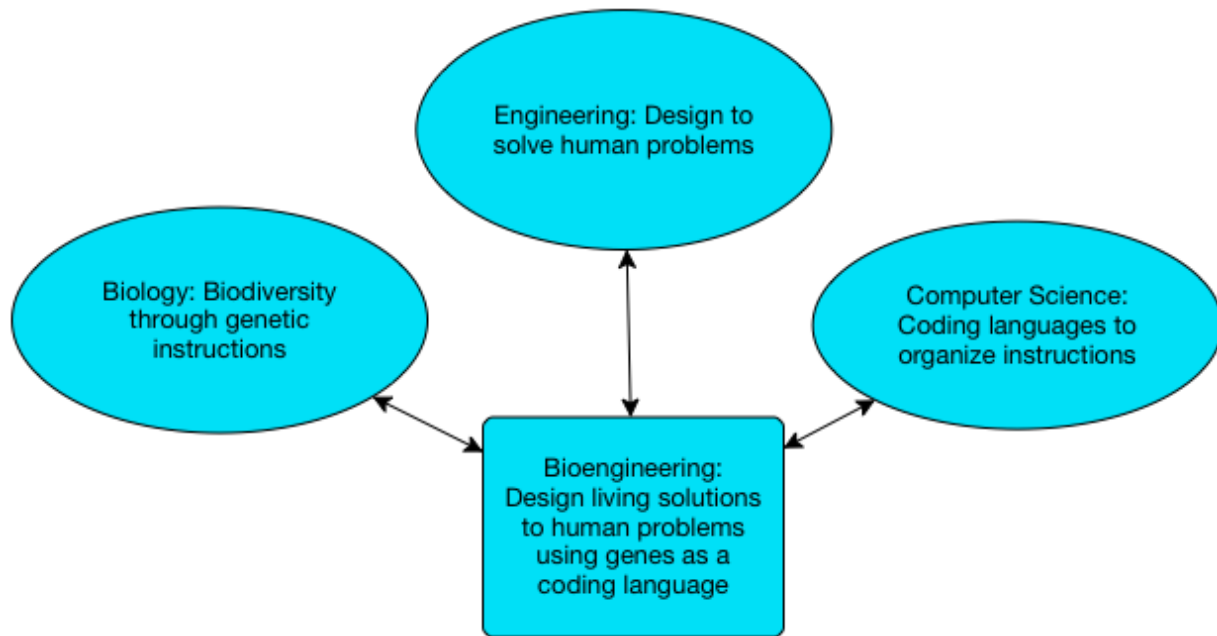 Engineering: Design to
solve human problems
Biology: Biodiversity
through genetic
instructions
Computer Science:
Coding languages to
organize instructions
Bioengineering:
Design living solutions
to human problems
using genes as a
coding language